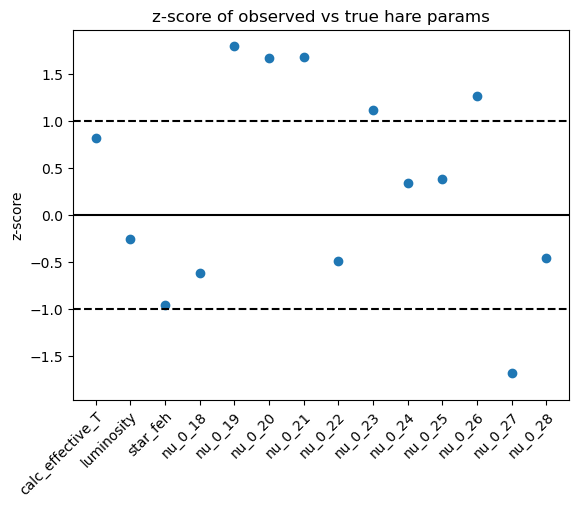 z-score of observed vs true hare params
z-score
1.5
1.0
0.5
0.0
−0.5
−1.0
−1.5
calc_effective_T
luminosity
star_feh
nu_0_18
nu_0_19
nu_0_20
nu_0_21
nu_0_22
nu_0_23
nu_0_24
nu_0_25
nu_0_26
nu_0_27
nu_0_28